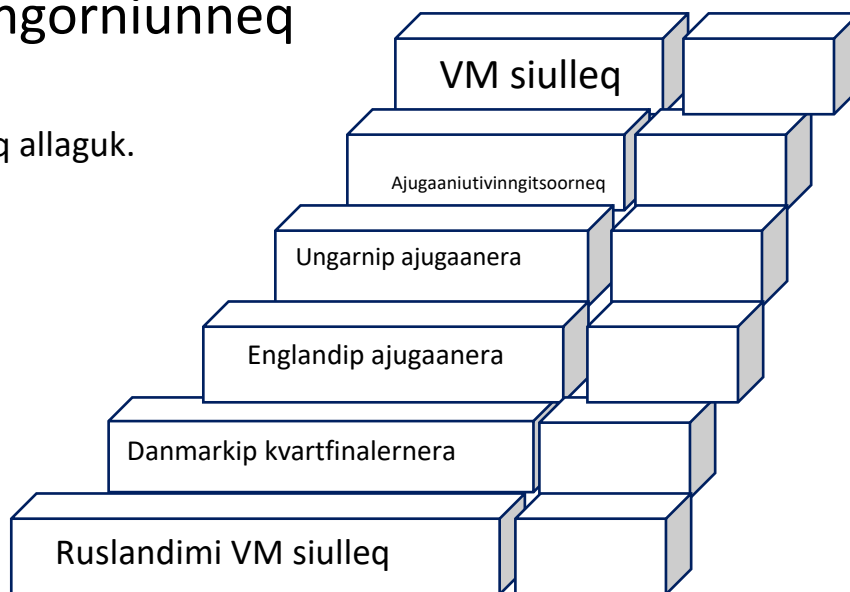 ngorniunneq
VM siulleq
q allaguk.
Ajugaaniutivinngitsoorneq
Ungarnip ajugaanera
Englandip ajugaanera
Danmarkip kvartfinalernera
Ruslandimi VM siulleq